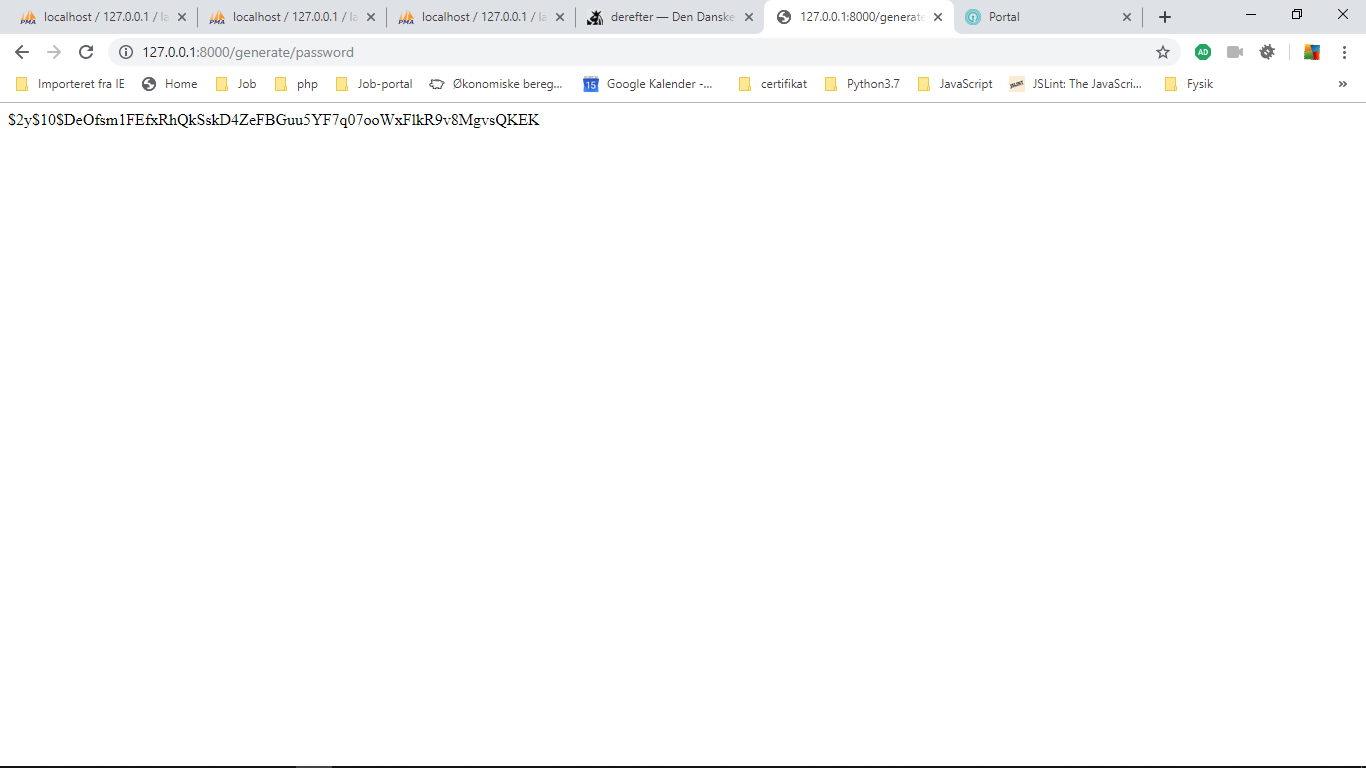 localhost / 127.0.0.1 / la
localhost / 127.0.0.1 / la
localhost / 127.0.0.1 / la
derefter — Den Danske
127.0.0.1:8000/generate
Portal
127.0.0.1:8000/generate/password
AD
Importeret fra IE
Home
Job
php
Job-portal
Økonomiske bereg...
15
Google Kalender -...
certifikat
Python3.7
JavaScript
JSLint: The JavaScri...
Fysik
$2y$10$DeOfsm1FEfxRhQkSskD4ZeFBGuu5YF7q07ooWxFlkR9v8MgvsQKEK